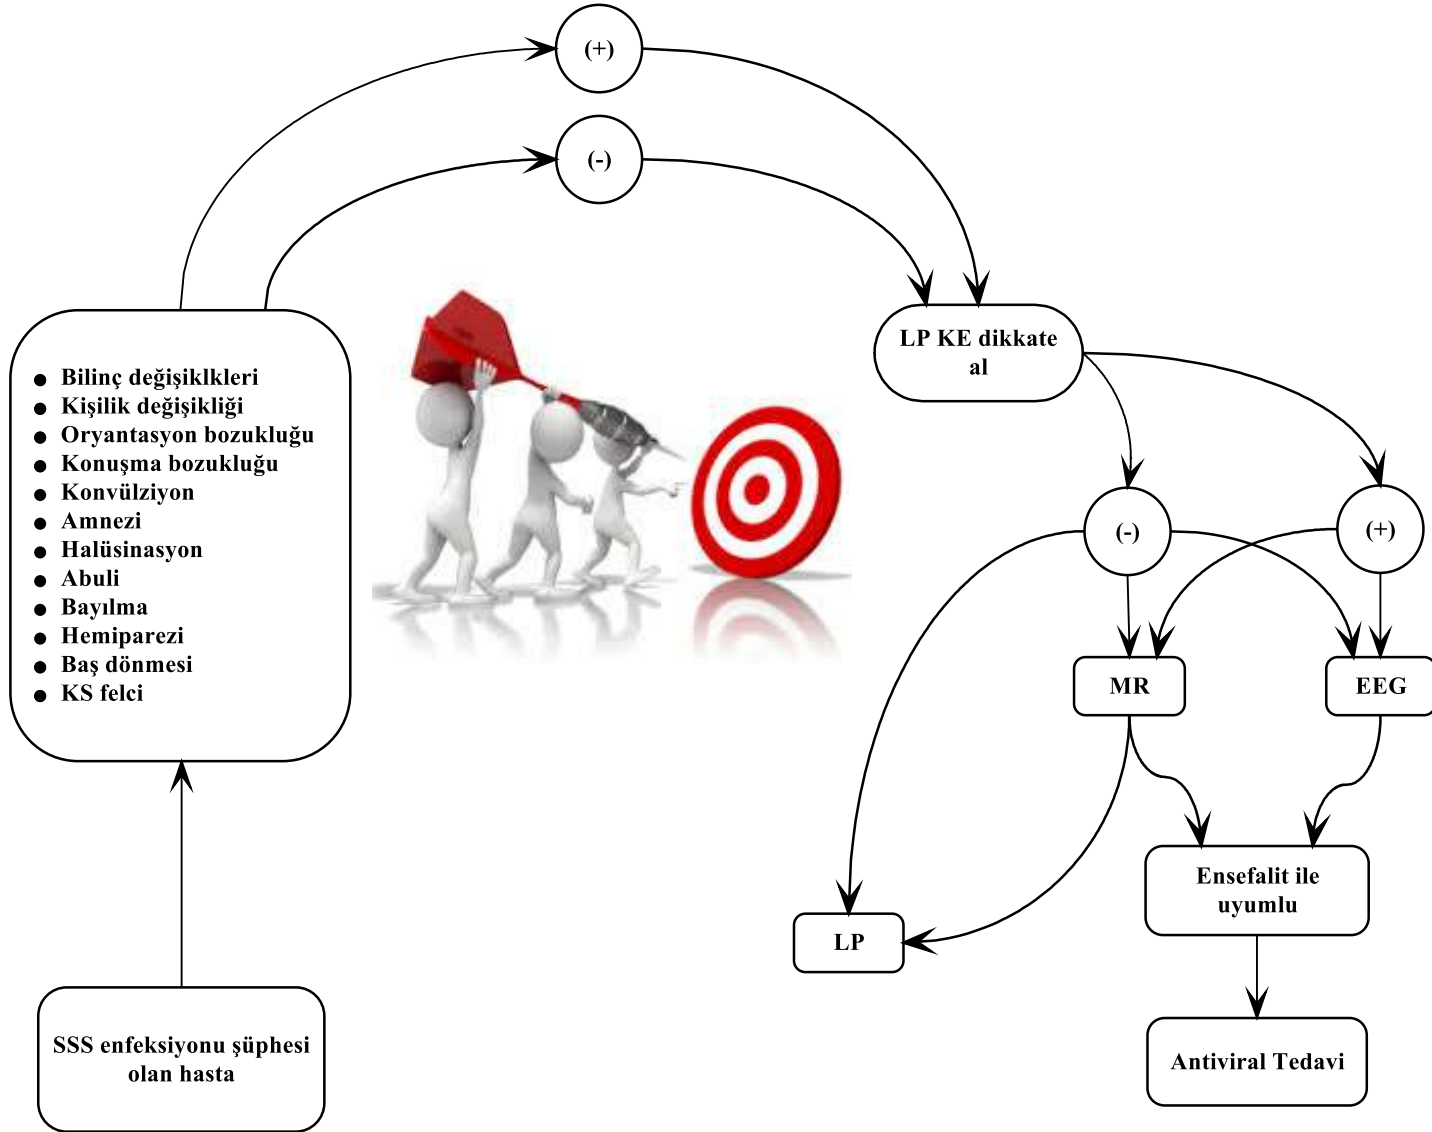 (+)
(-)
LP KE dikkate
al
Bilinç değişiklkleri
Kişilik değişikliği
Oryantasyon bozukluğu
Konuşma bozukluğu
Konvülziyon
Amnezi
Halüsinasyon
Abuli
Bayılma
Hemiparezi
Baş dönmesi
KS felci
(-)
(+)
MR
EEG
Ensefalit ile
uyumlu
LP
SSS enfeksiyonu şüphesi
olan hasta
Antiviral Tedavi